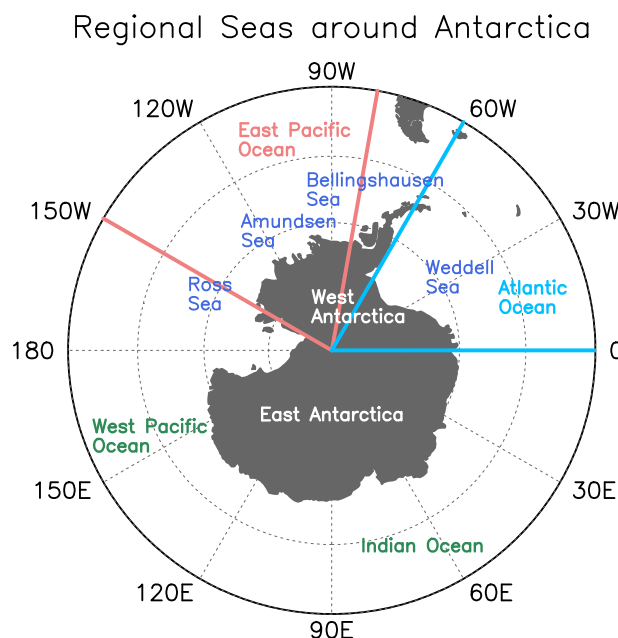 Regional Seas around Antarctica
90W
120W
60W
East Pacific
Ocean
Bellingshausen
Sea
150W
30W
Amundsen
Sea
Weddell
Sea
Ross
Sea
Atlantic
Ocean
West
Antarctica
180
0
East Antarctica
West Pacific
Ocean
150E
30E
Indian Ocean
120E
60E
90E